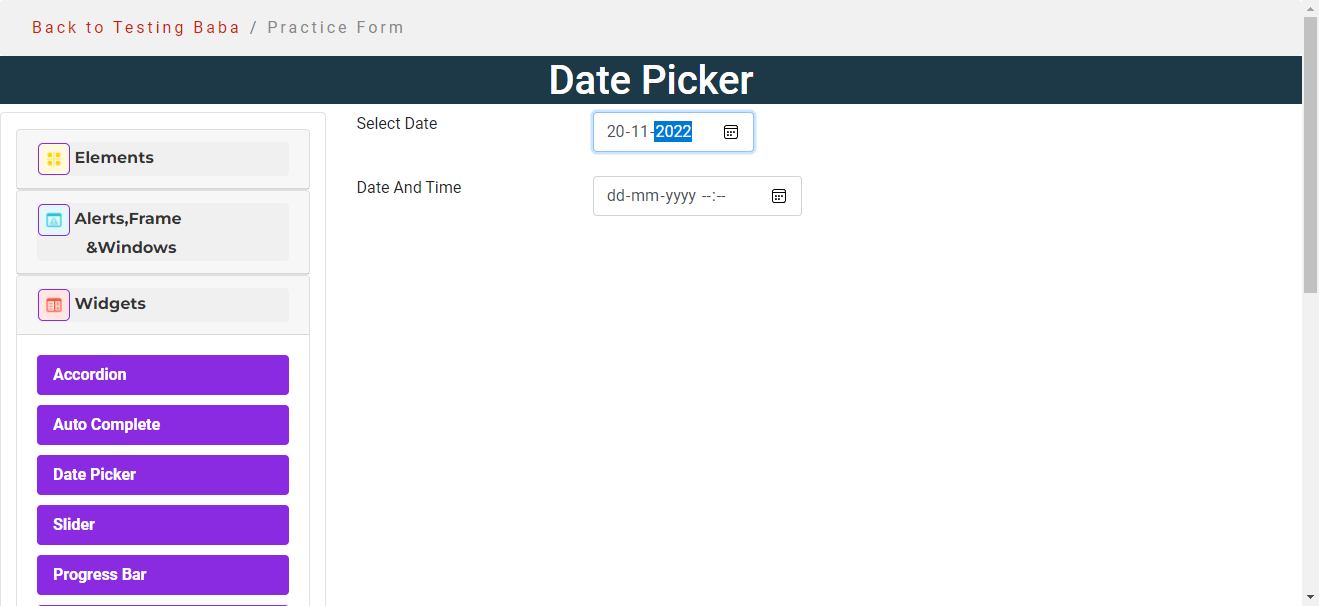 Back to Testing Baba / Practice Form
Date Picker
Select Date
20-11-2022
Date And Time
dd-mm-yyyy --:--
Elements
Alerts,Frame
&Windows
Widgets
Accordion
Auto Complete
Date Picker
Slider
Progress Bar